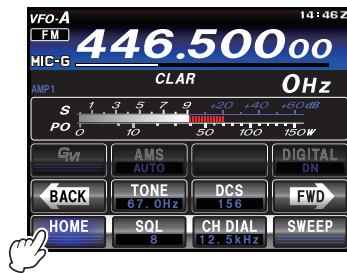 VFO-A 14:46Z
FM 446.50000
MIC-G
CLAR 0Hz
AMP1
S 1 3 5 7 9 +20 +40 +60dB
PO 0 10 50 100 150W
GM AMS AUTO DIGITAL DN
BACK TONE 67.0Hz DCS 156 FWD
HOME SQL 8 CH DIAL 12.5kHz SWEEP